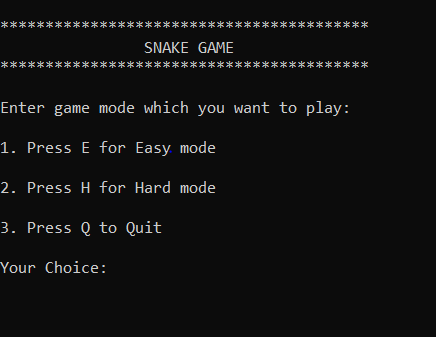 *****************************************
SNAKE GAME
*****************************************
Enter game mode which you want to play:
1. Press E for Easy mode
2. Press H for Hard mode
3. Press Q to Quit
Your Choice: